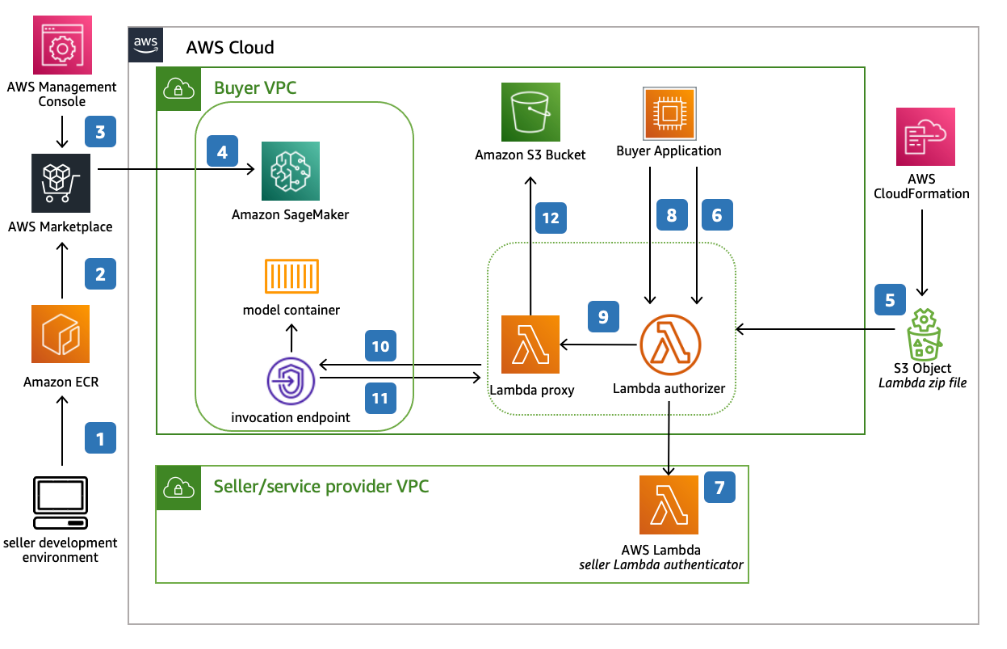 aws
AWS Cloud
AWS Management
Console
3
AWS Marketplace
2
Amazon ECR
1
seller development
environment
Buyer VPC
4
Amazon SageMaker
model container
invocation endpoint
10
11
Amazon S3 Bucket
12
Buyer Application
8
6
9
Lambda proxy
Lambda authorizer
AWS
CloudFormation
5
S3 Object
Lambda zip file
Seller/service provider VPC
7
AWS Lambda
seller Lambda authenticator